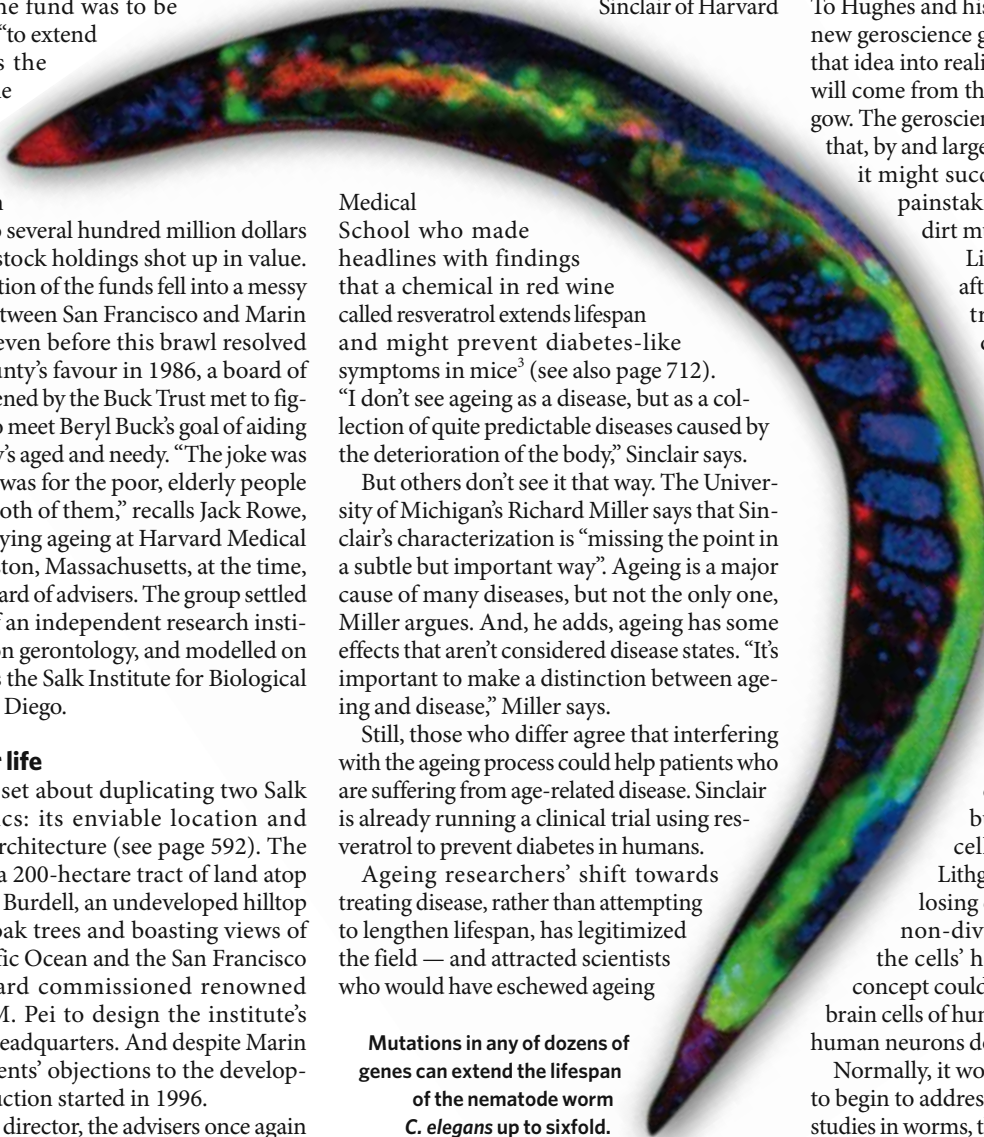 ne fund was to be
“to extend
s the
e
n
o several hundred million dollars
stock holdings shot up in value.
tion of the funds fell into a messy
tween San Francisco and Marin
even before this brawl resolved
unty’s favour in 1986, a board of
ened by the Buck Trust met to fig-
o meet Beryl Buck’s goal of aiding
y’s aged and needy. “The joke was
was for the poor, elderly people
oth of them,” recalls Jack Rowe,
ying ageing at Harvard Medical
ton, Massachusetts, at the time,
ard of advisers. The group settled
f an independent research insti-
on gerontology, and modelled on
s the Salk Institute for Biological
Diego.
r life
set about duplicating two Salk
cs: its enviable location and
rchitecture (see page 592). The
a 200-hectare tract of land atop
Burdell, an undeveloped hilltop
oak trees and boasting views of
fic Ocean and the San Francisco
ard commissioned renowned
M. Pei to design the institute’s
eadquarters. And despite Marin
ents’ objections to the develop-
uction started in 1996.
director, the advisers once again
Sinclair of Harvard
Medical
School who made
headlines with findings
that a chemical in red wine
called resveratrol extends lifespan
and might prevent diabetes-like
symptoms in mice³ (see also page 712).
“I don’t see ageing as a disease, but as a col-
lection of quite predictable diseases caused by
the deterioration of the body,” Sinclair says.
But others don’t see it that way. The Univer-
sity of Michigan’s Richard Miller says that Sin-
clair’s characterization is “missing the point in
a subtle but important way”. Ageing is a major
cause of many diseases, but not the only one,
Miller argues. And, he adds, ageing has some
effects that aren’t considered disease states. “It’s
important to make a distinction between age-
ing and disease,” Miller says.
Still, those who differ agree that interfering
with the ageing process could help patients who
are suffering from age-related disease. Sinclair
is already running a clinical trial using res-
veratrol to prevent diabetes in humans.
Ageing researchers’ shift towards
treating disease, rather than attempting
to lengthen lifespan, has legitimized
the field — and attracted scientists
who would have eschewed ageing
Mutations in any of dozens of
genes can extend the lifespan
of the nematode worm
C. elegans up to sixfold.
To Hughes and his
new geroscience g
that idea into reali
will come from th
gow. The geroscien
that, by and large
it might succ
painstak
dirt mu
Li
aft
tr
c
bu
cell
Lithg
losing
non-div
the cells’ h
concept could
brain cells of hun
human neurons do
Normally, it wo
to begin to addres
studies in worms, t